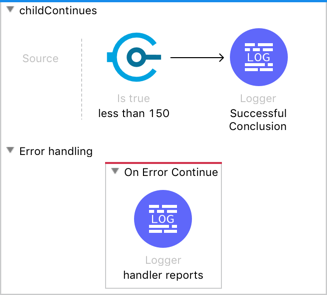 childContinues
Source
LOG
Is true
Logger
less than 150
Successful
Conclusion
Error handling
On Error Continue
LOG
Logger
handler reports